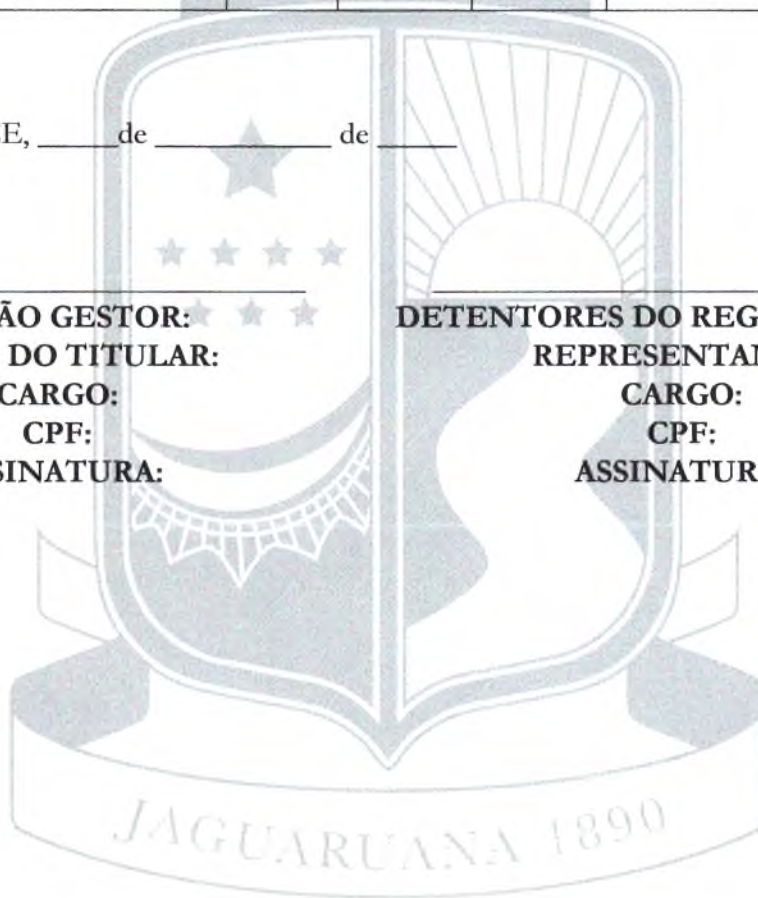 E, ____de ____________ de ____
ÃO GESTOR:
DO TITULAR:
CARGO:
CPF:
SINATURA:
DETENTORES DO REG
REPRESENTAN
CARGO:
CPF:
ASSINATUR
JAGUARUANA 1890